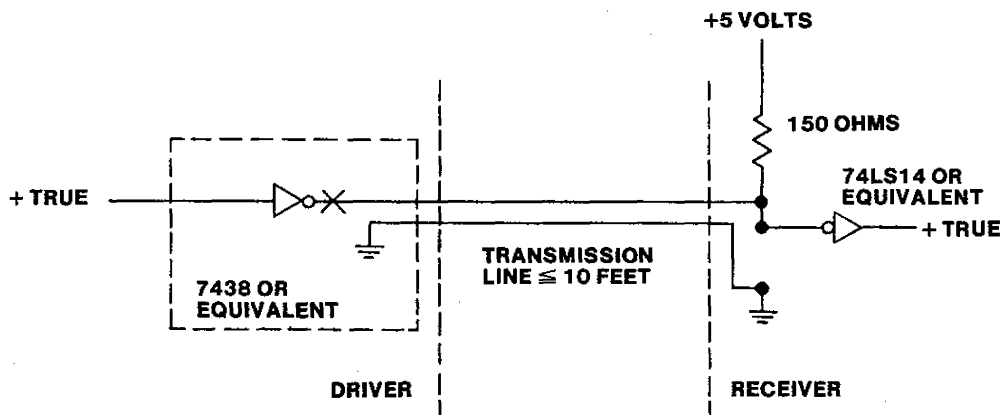 +5 VOLTS
150 OHMS
74LS14 OR
EQUIVALENT
+ TRUE
+ TRUE
TRANSMISSION
LINE ≦ 10 FEET
7438 OR
EQUIVALENT
DRIVER
RECEIVER